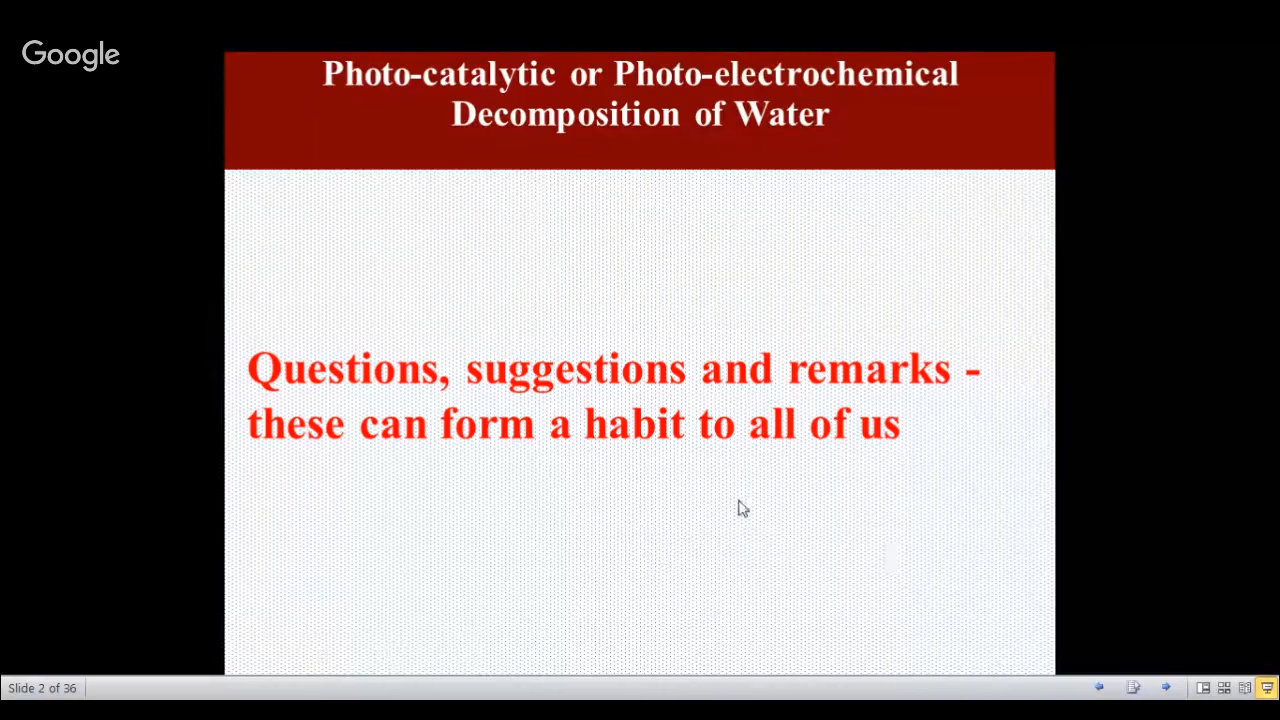 Google
Photo-catalytic or Photo-electrochemical
Decomposition of Water
Questions, suggestions and remarks -
these can form a habit to all of us
Slide 2 of 36